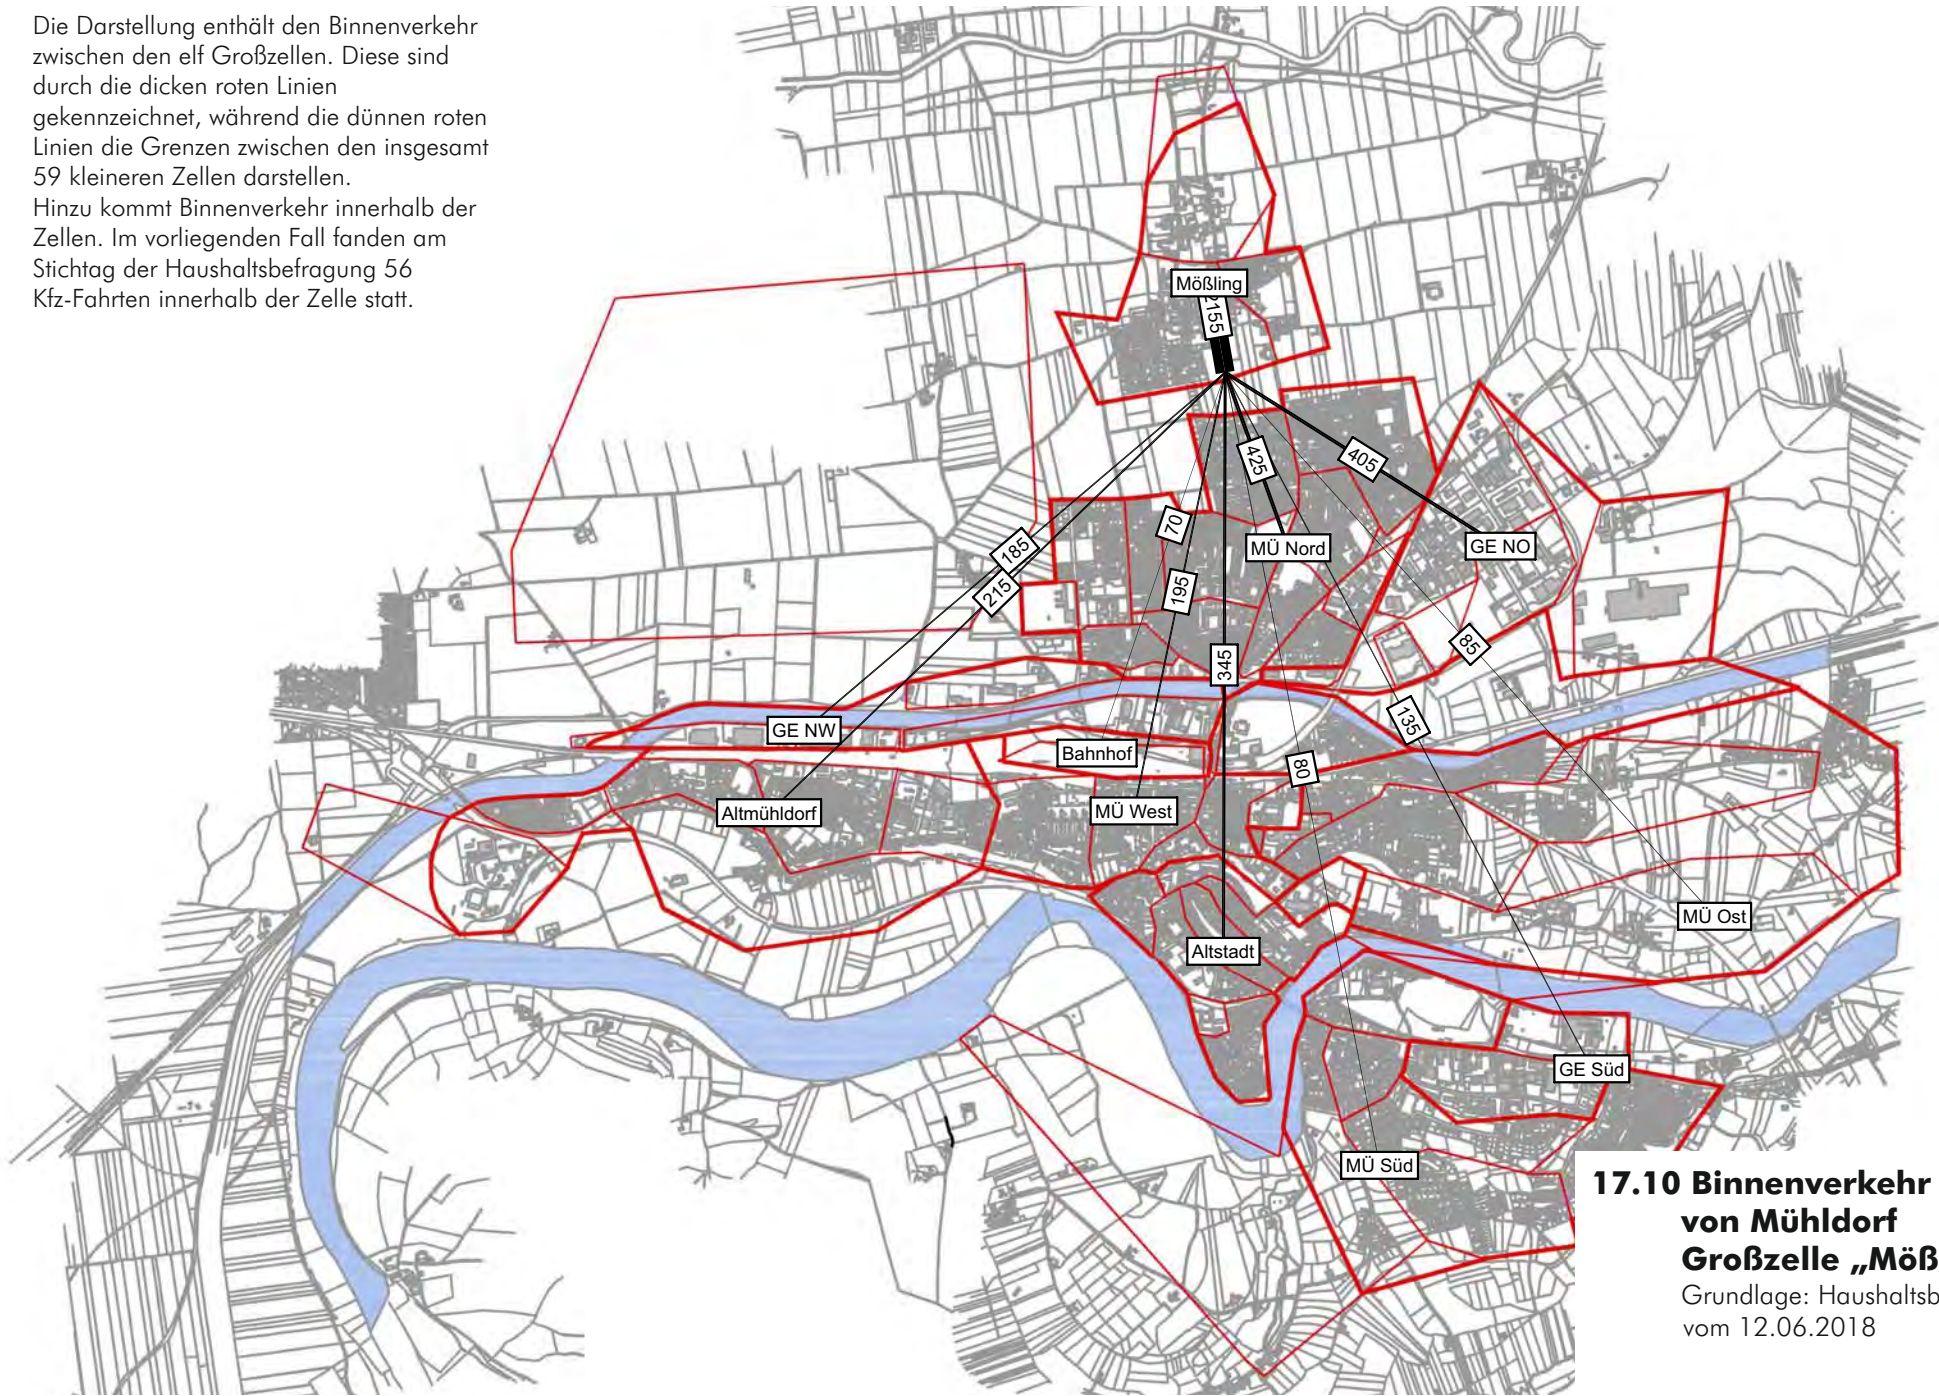 Die Darstellung enthält den Binnenverkehr
zwischen den elf Großzellen. Diese sind
durch die dicken roten Linien
gekennzeichnet, während die dünnen roten
Linien die Grenzen zwischen den insgesamt
59 kleineren Zellen darstellen.
Hinzu kommt Binnenverkehr innerhalb der
Zellen. Im vorliegenden Fall fanden am
Stichtag der Haushaltsbefragung 56
Kfz-Fahrten innerhalb der Zelle statt.
Mößling
2155
425
405
70
185
MÜ Nord
GE NO
215
195
345
85
135
GE NW
Bahnhof
80
Altmühldorf
MÜ West
MÜ Ost
Altstadt
GE Süd
MÜ Süd
17.10 Binnenverkehr
von Mühldorf
Großzelle „Möß
Grundlage: Haushaltsb
vom 12.06.2018